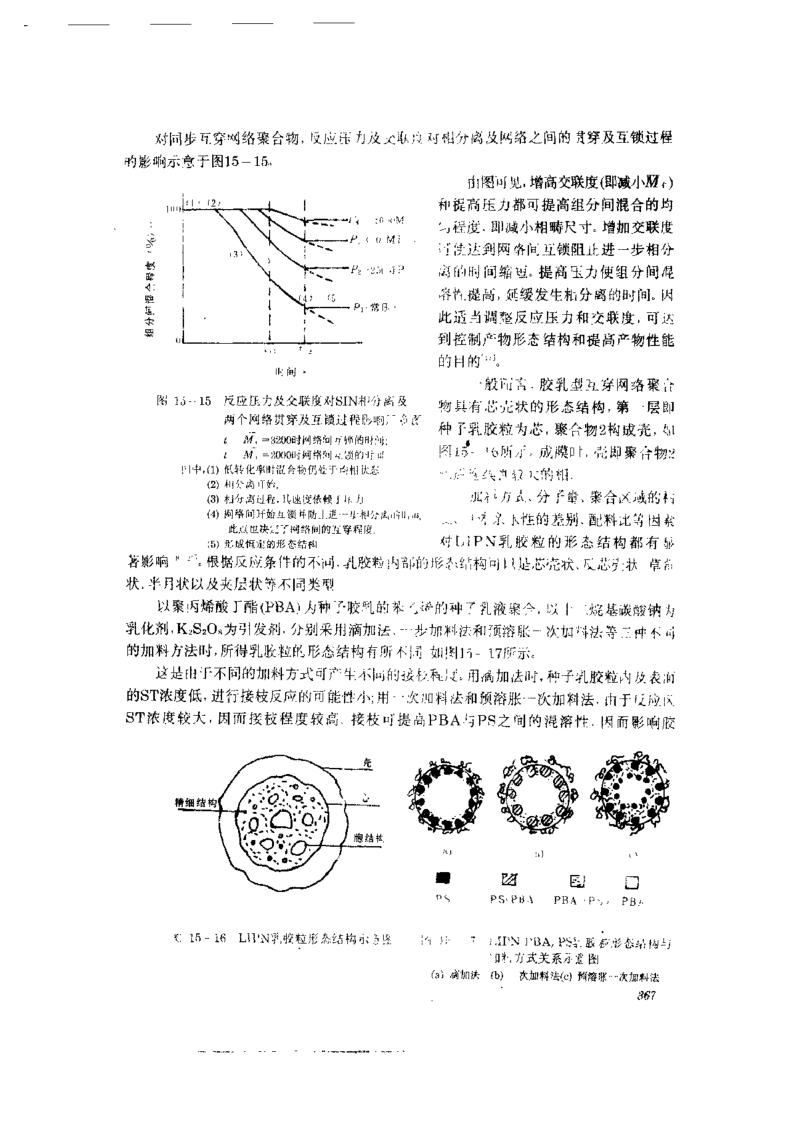 对同步互穿网络聚合物,反应压力及交联度对相分离及网络之间的贯穿及互锁过程
的影响示意于图15-15。
由图可见,增高交联度(即减小M̄c)
和提高压力都可提高组分间混合的均
匀程度,即减小相畴尺寸。增加交联度
可使达到网络间互锁阻止进一步相分
离的时间缩短。提高压力使组分间混
溶性提高,延缓发生相分离的时间。因
此适当调整反应压力和交联度,可达
到控制产物形态结构和提高产物性能
的目的
一般而言,胶乳型互穿网络聚合
物具有芯壳状的形态结构,第一层即
种子乳胶粒为芯,聚合物2构成壳,如
图15-16所示。成膜时,壳即聚合物2
的相.
加料方式、分子量、聚合区域的粘
性的差别、配料比等因素
对LIPN乳胶粒的形态结构都有显
100
(1) (2)
(3)
(4) (5)
P₂
P₁,常压
0
组分间混合程度 (%)
时间
图 15-15 反应压力及交联度对SIN相分离及
两个网络贯穿及互锁过程影响示意图
t M̄c=3200时网络间互锁的时间;
t M̄c=2000时网络间互锁的时间
图中,(1) 低转化率时混合物仍处于均相状态
(2) 相分离开始,
(3) 相分离过程,其速度依赖于压力
(4) 网络间开始互锁并防止进一步相分离的时间,
此点也决定了网络间的互穿程度,
(5) 形成恒定的形态结构
著影响 。根据反应条件的不同,乳胶粒内部的形态结构可以是芯壳状、反芯壳状、草莓
状、半月状以及夹层状等不同类型
以聚丙烯酸丁酯(PBA)为种子胶乳的苯乙烯的种子乳液聚合,以十二烷基磺酸钠为
乳化剂,K₂S₂O₈为引发剂,分别采用滴加法、一步加料法和预溶胀一次加料法等三种不同
的加料方法时,所得乳胶粒的形态结构有所不同 如图15-17所示。
这是由于不同的加料方式可产生不同的接枝程度。用滴加法时,种子乳胶粒内及表面
的ST浓度低,进行接枝反应的可能性小;用一次加料法和预溶胀一次加料法,由于反应区
ST浓度较大,因而接枝程度较高、接枝可提高PBA与PS之间的混溶性,因而影响胶
壳
心
精细结构
胞结构
PS
PS/PBA
PBA/PS
PBA
图 15-16 LIPN乳胶粒形态结构示意图
图 15-17 LIPN PBA/PS乳胶粒形态结构与
加料方式关系示意图
(a) 滴加法 (b) 一次加料法(c) 预溶胀一次加料法
367